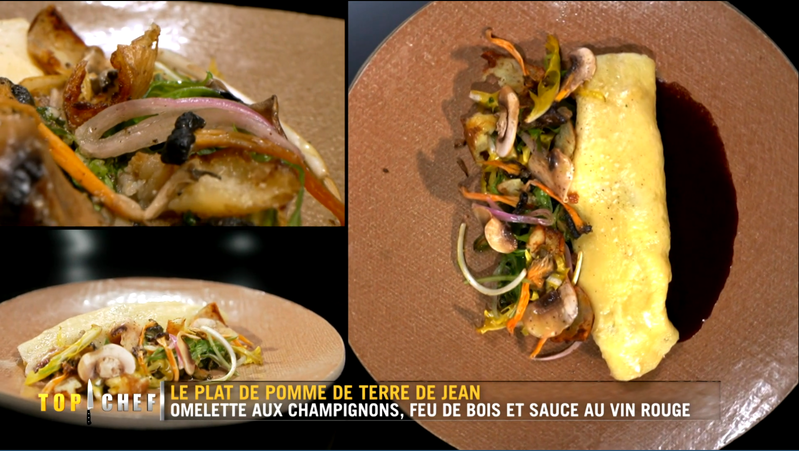 LE PLAT DE POMME DE TERRE DE JEAN
TOP CHEF
OMELETTE AUX CHAMPIGNONS, FEU DE BOIS ET SAUCE AU VIN ROUGE